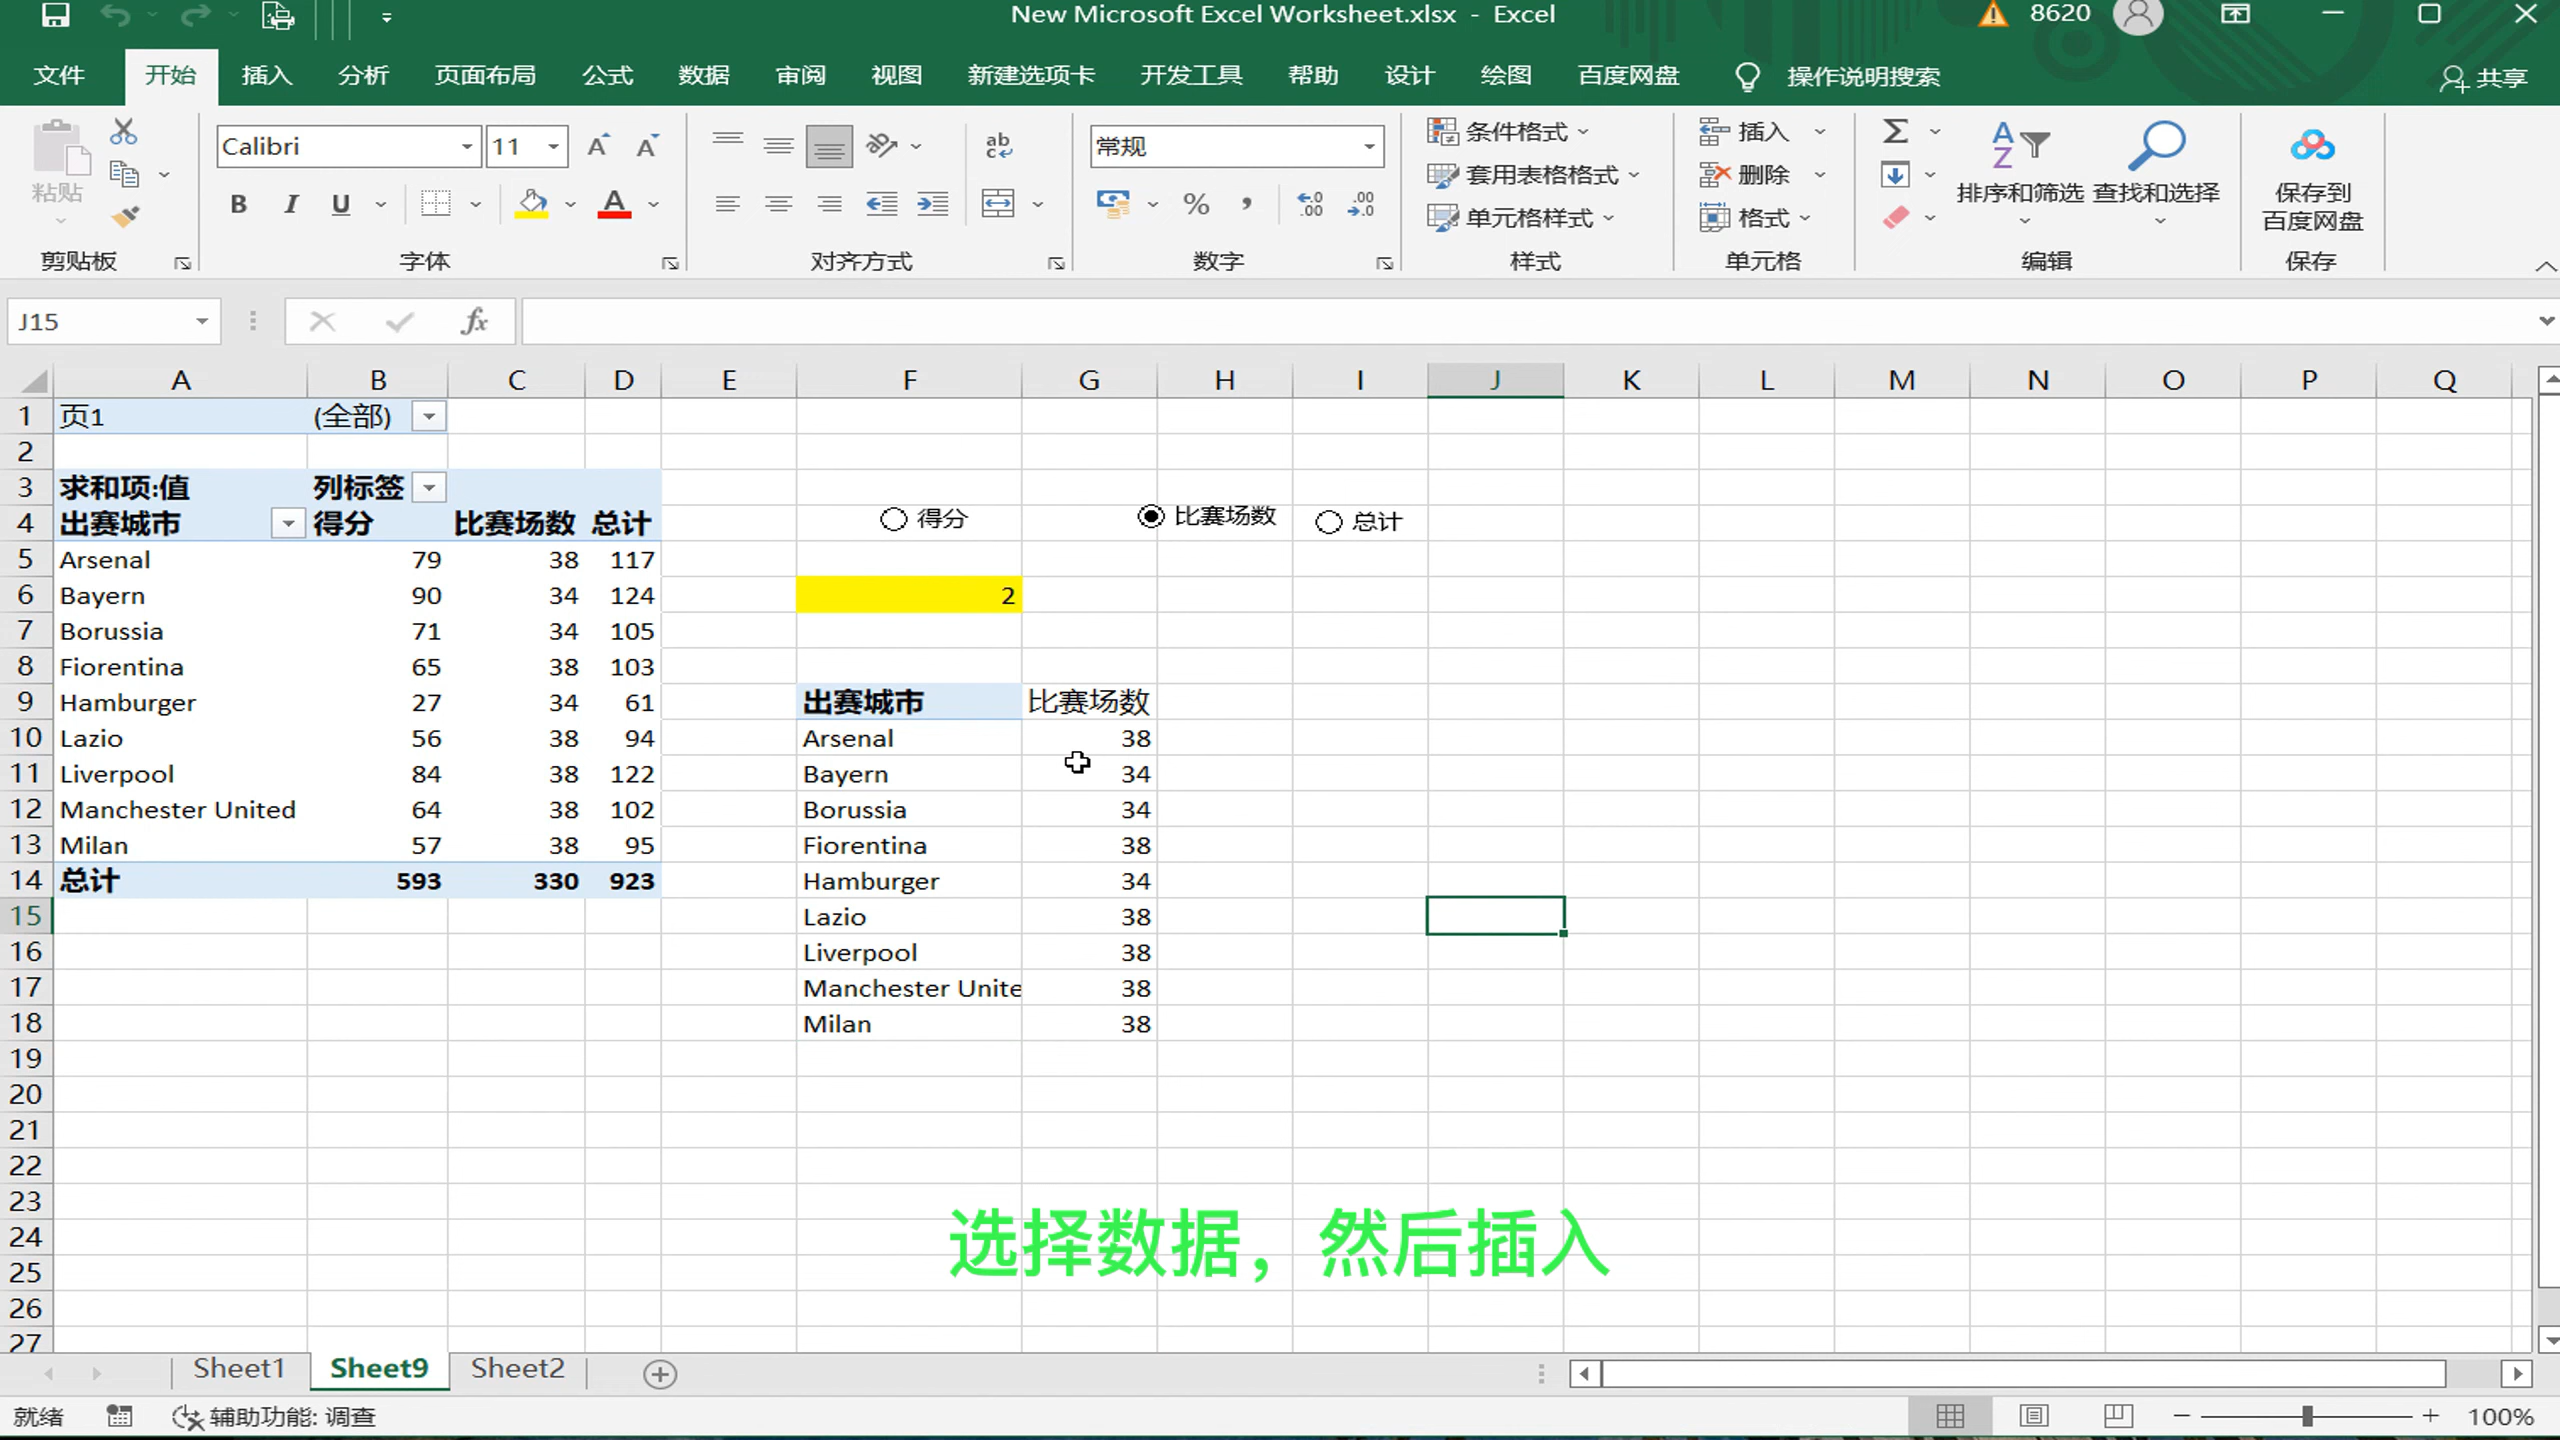 New Microsoft Excel Worksheet.xlsx - Excel 8620
文件 开始 插入 分析 页面布局 公式 数据 审阅 视图 新建选项卡 开发工具 帮助 设计 绘图 百度网盘 操作说明搜索 共享
粘贴 Calibri 11 常规 条件格式 套用表格格式 单元格样式 插入 删除 格式 排序和筛选 查找和选择 保存到 百度网盘
剪贴板 字体 对齐方式 数字 样式 单元格 编辑 保存
J15 fx
A B C D E F G H I J K L M N O P Q
1 页1 (全部)
2
3 求和项:值 列标签
4 出赛城市 得分 比赛场数 总计 得分 比赛场数 总计
5 Arsenal 79 38 117
6 Bayern 90 34 124 2
7 Borussia 71 34 105
8 Fiorentina 65 38 103
9 Hamburger 27 34 61 出赛城市 比赛场数
10 Lazio 56 38 94 Arsenal 38
11 Liverpool 84 38 122 Bayern 34
12 Manchester United 64 38 102 Borussia 34
13 Milan 57 38 95 Fiorentina 38
14 总计 593 330 923 Hamburger 34
15 Lazio 38
16 Liverpool 38
17 Manchester Unite 38
18 Milan 38
19
20
21
22
23
24
选择数据，然后插入
25
26
27
Sheet1 Sheet9 Sheet2
就绪 辅助功能: 调查 100%